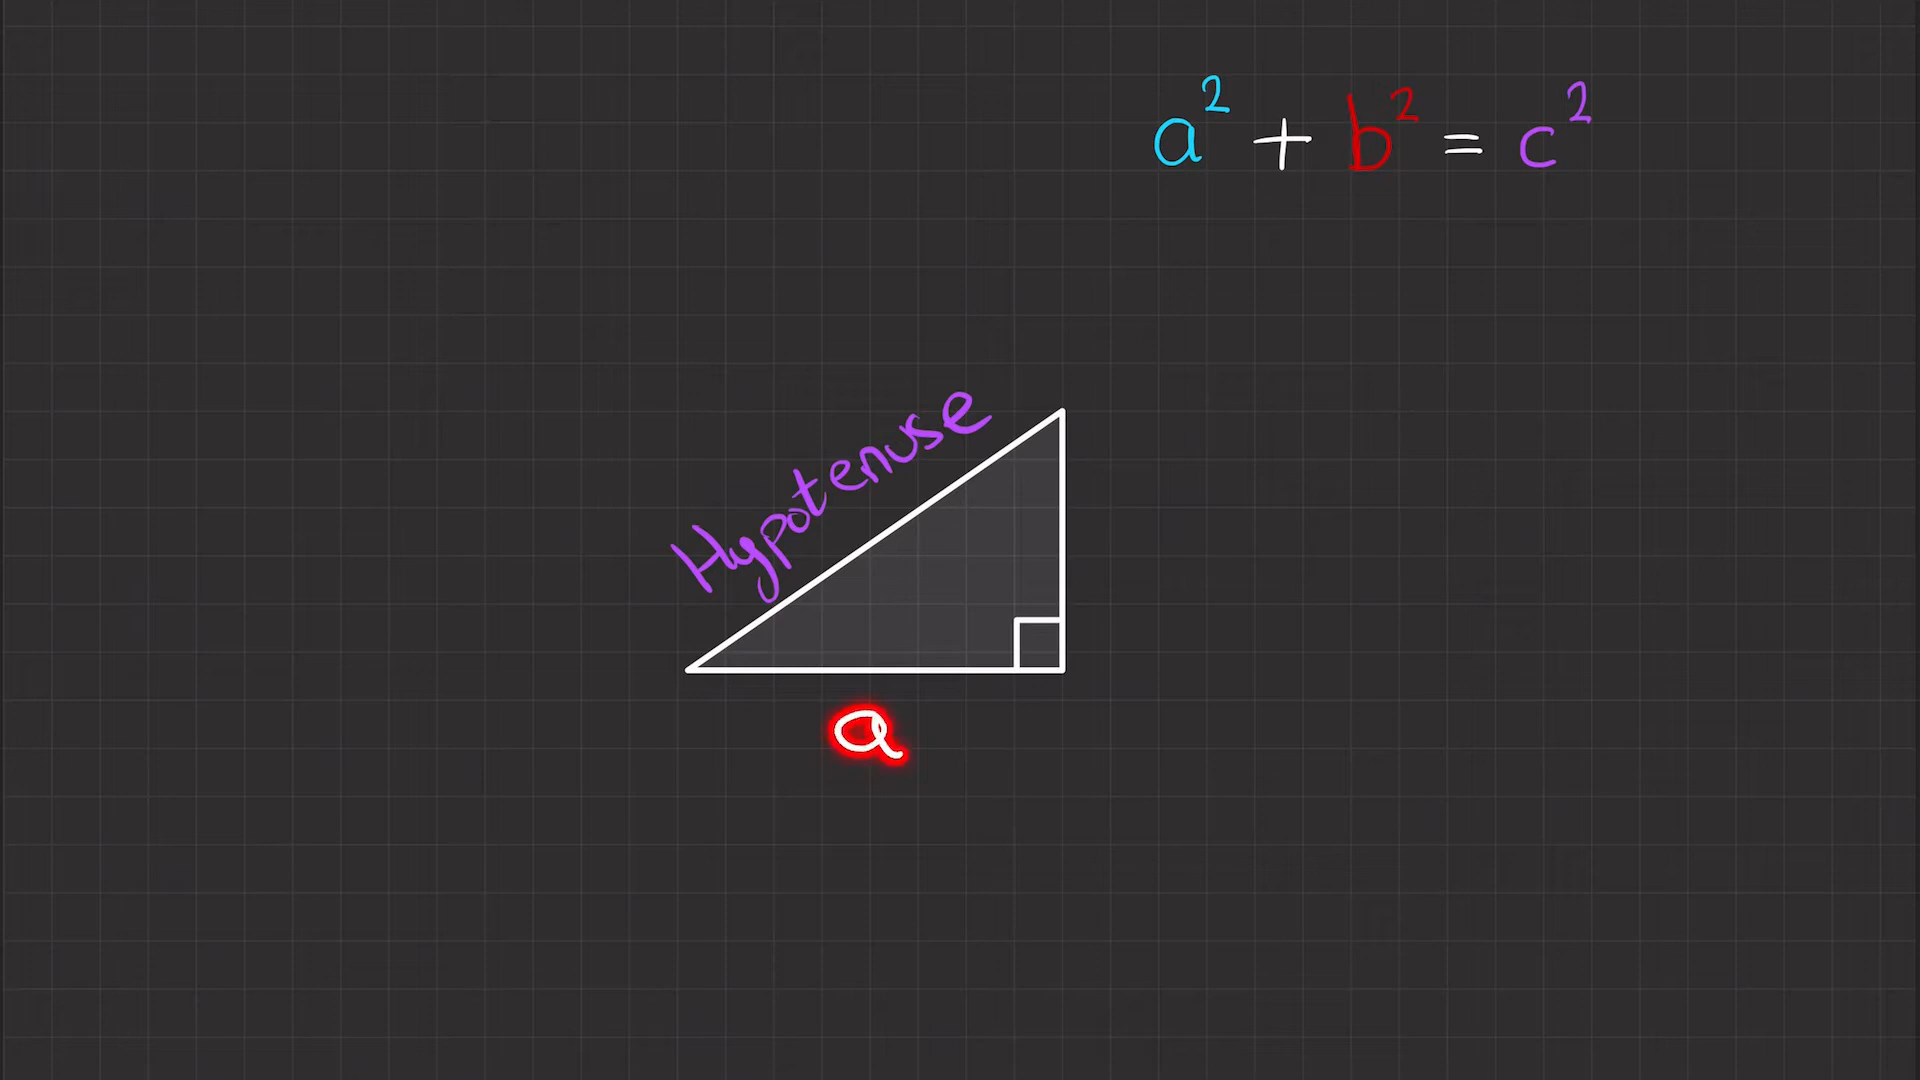 a² + b² = c²
Hypotenuse
a